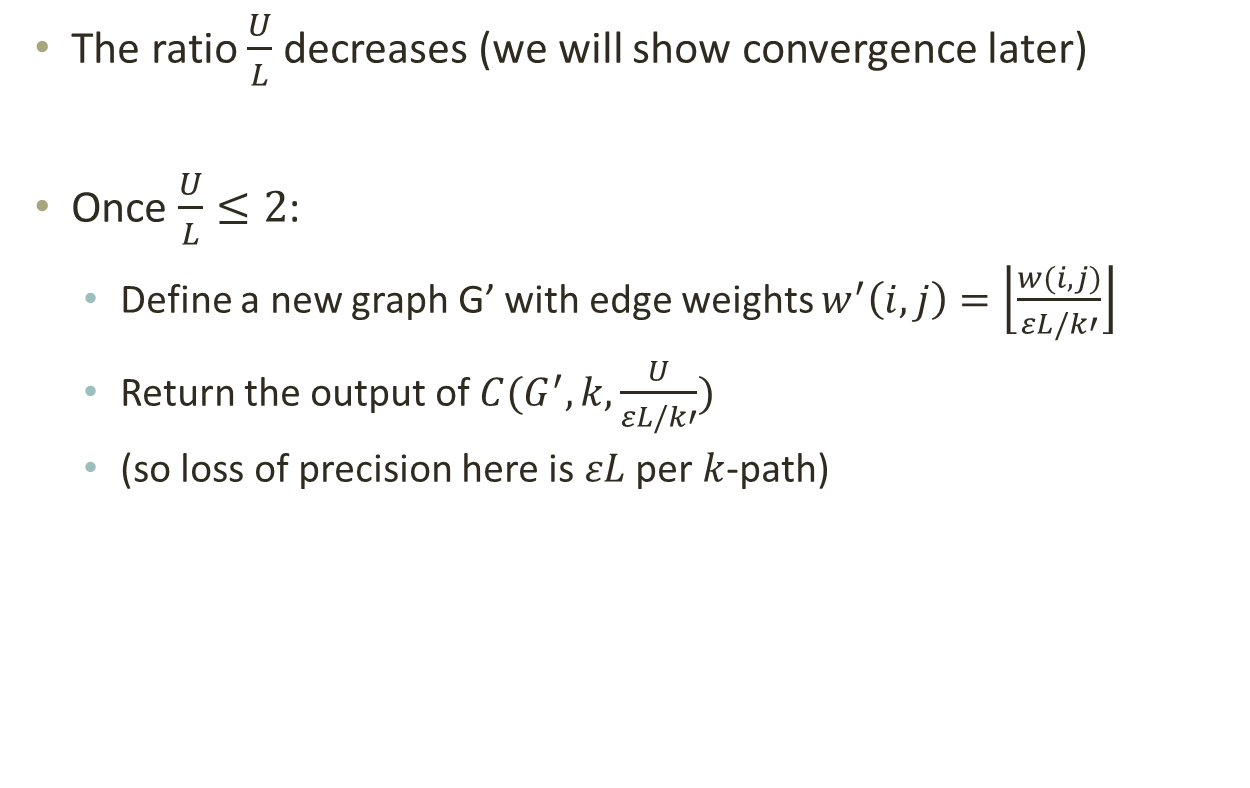 • The ratio U/L decreases (we will show convergence later)
• Once U/L ≤ 2:
• Define a new graph G’ with edge weights w′(i,j) = ⌊w(i,j)/(εL/k′)⌋
• Return the output of C(G′, k, U/(εL/k′))
• (so loss of precision here is εL per k-path)